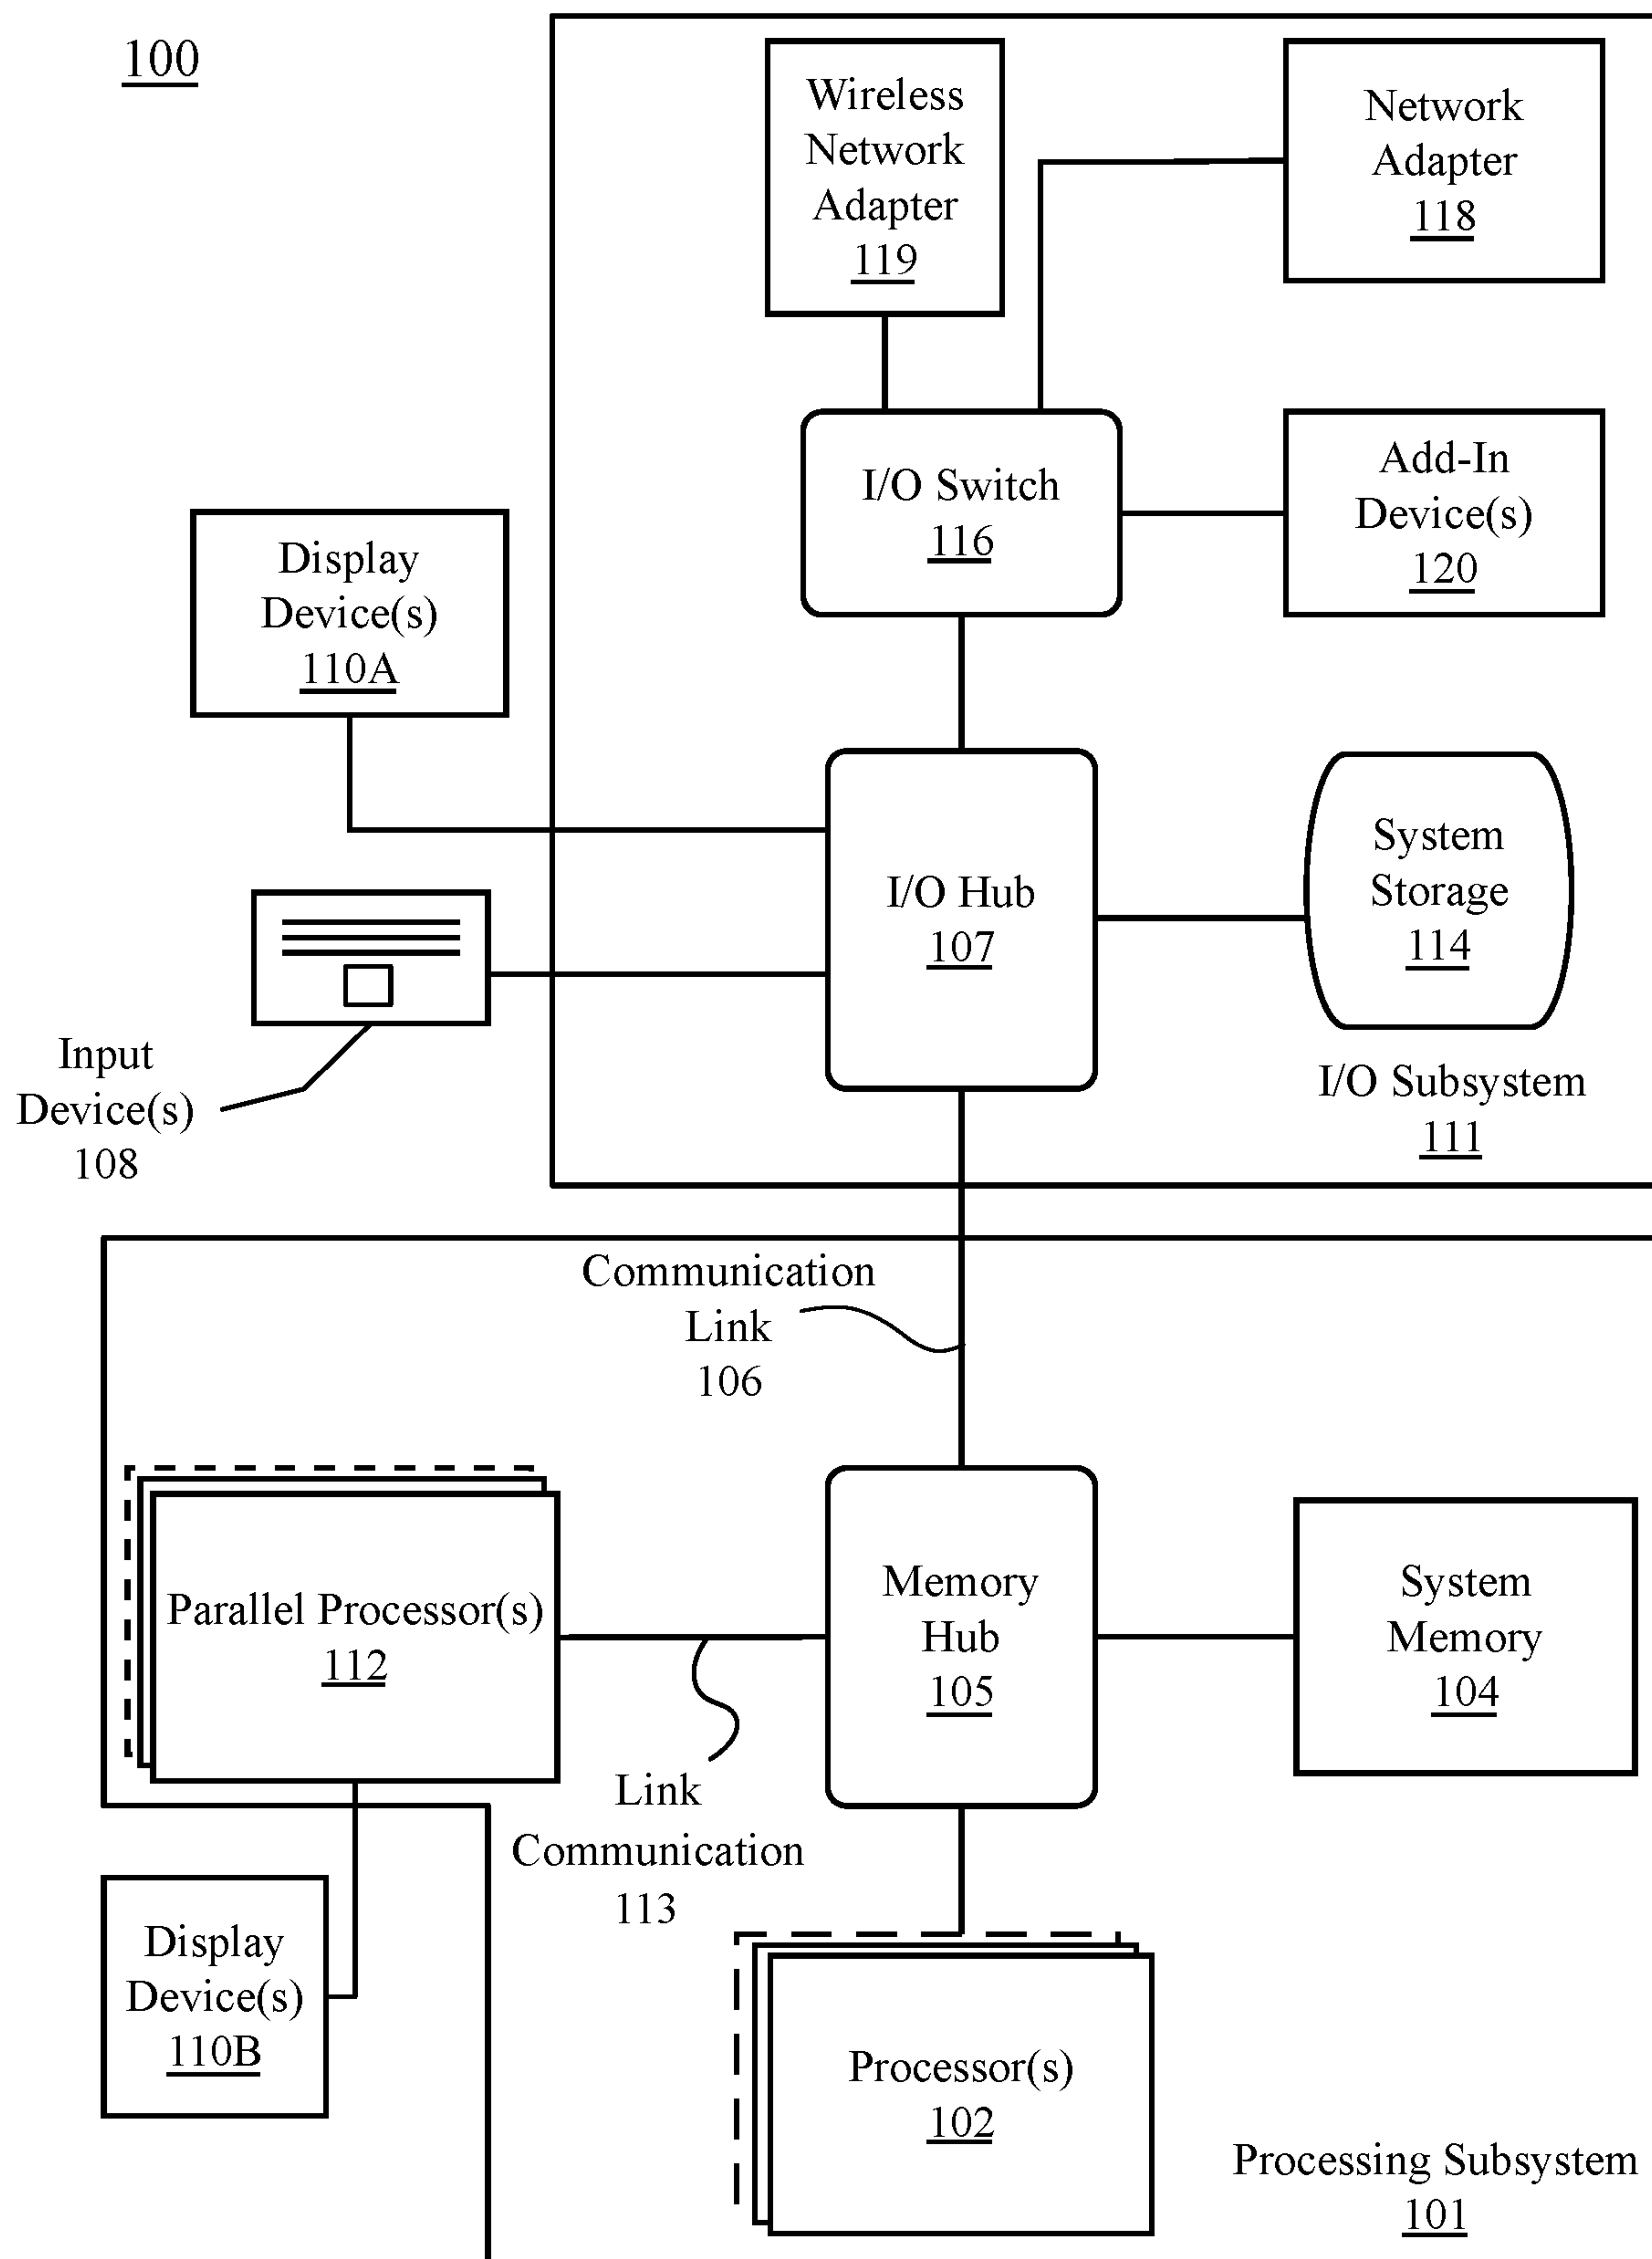 100
Wireless
Network
Adapter
119
Network
Adapter
118
I/O Switch
116
Add-In
Device(s)
120
Display
Device(s)
110A
I/O Hub
107
System
Storage
114
Input
Device(s)
108
I/O Subsystem
111
Communication
Link
106
Parallel Processor(s)
112
Memory
Hub
105
System
Memory
104
Link
Communication
113
Display
Device(s)
110B
Processor(s)
102
Processing Subsystem
101